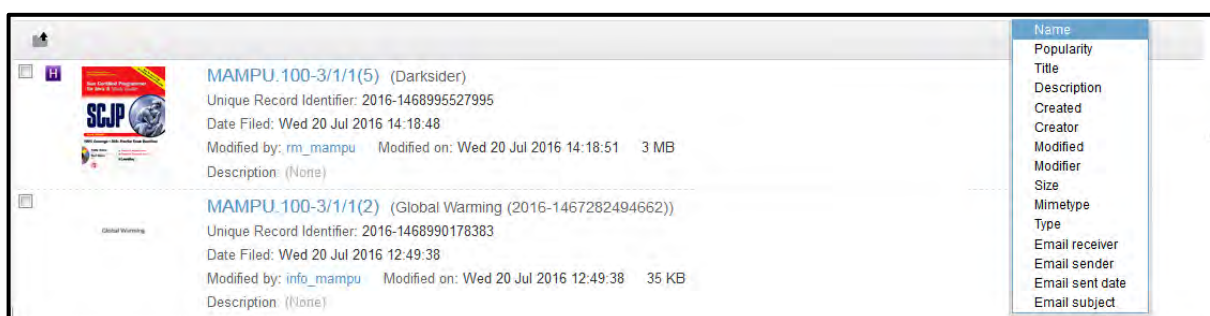 H
MAMPU.100-3/1/1(5) (Darksider)
Unique Record Identifier: 2016-1468995527995
Date Filed: Wed 20 Jul 2016 14:18:48
Modified by: rm_mampu Modified on: Wed 20 Jul 2016 14:18:51 3 MB
Description: (None)
SCJP
MAMPU.100-3/1/1(2) (Global Warming (2016-1467282494662))
Unique Record Identifier: 2016-1468990178383
Date Filed: Wed 20 Jul 2016 12:49:38
Modified by: info_mampu Modified on: Wed 20 Jul 2016 12:49:38 35 KB
Description: (None)
Global Warming
Name
Popularity
Title
Description
Created
Creator
Modified
Modifier
Size
Mimetype
Type
Email receiver
Email sender
Email sent date
Email subject